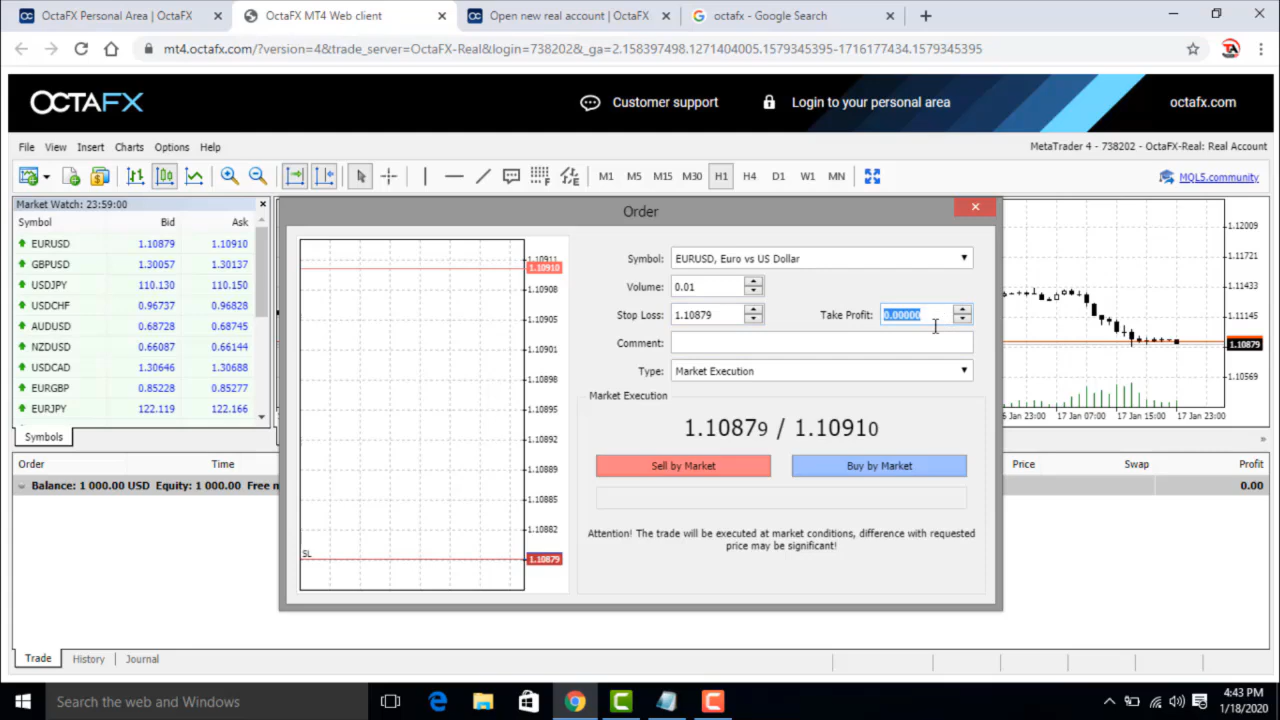 OctaFX Personal Area | OctaFX
OctaFX MT4 Web client
Open new real account | OctaFX
octafx - Google Search
mt4.octafx.com/?version=4&trade_server=OctaFX-Real&login=738202&_ga=2.158397498.1271404005.1579345395-1716177434.1579345395
OCTAFX
Customer support
Login to your personal area
octafx.com
File View Insert Charts Options Help
MetaTrader 4 - 738202 - OctaFX-Real: Real Account
M1 M5 M15 M30 H1 H4 D1 W1 MN
MQL5.community
Market Watch: 23:59:00
Symbol Bid Ask
EURUSD 1.10879 1.10910
GBPUSD 1.30057 1.30137
USDJPY 110.130 110.150
USDCHF 0.96737 0.96828
AUDUSD 0.68728 0.68745
NZDUSD 0.66087 0.66144
USDCAD 1.30646 1.30688
EURGBP 0.85228 0.85277
EURJPY 122.119 122.166
Symbols
Order
1.10911
1.10910
1.10908
1.10905
1.10901
1.10898
1.10895
1.10892
1.10889
1.10885
1.10882
SL
1.10879
Symbol: EURUSD, Euro vs US Dollar
Volume: 0.01
Stop Loss: 1.10879 Take Profit: 0.00000
Comment:
Type: Market Execution
Market Execution
1.10879 / 1.10910
Sell by Market
Buy by Market
Attention! The trade will be executed at market conditions, difference with requested
price may be significant!
1.12009
1.11721
1.11433
1.11145
1.10879
1.10569
16 Jan 23:00 17 Jan 07:00 17 Jan 15:00 17 Jan 23:00
Order Time Price Swap Profit
Balance: 1 000.00 USD Equity: 1 000.00 Free 0.00
Trade History Journal
Search the web and Windows
4:43 PM
1/18/2020